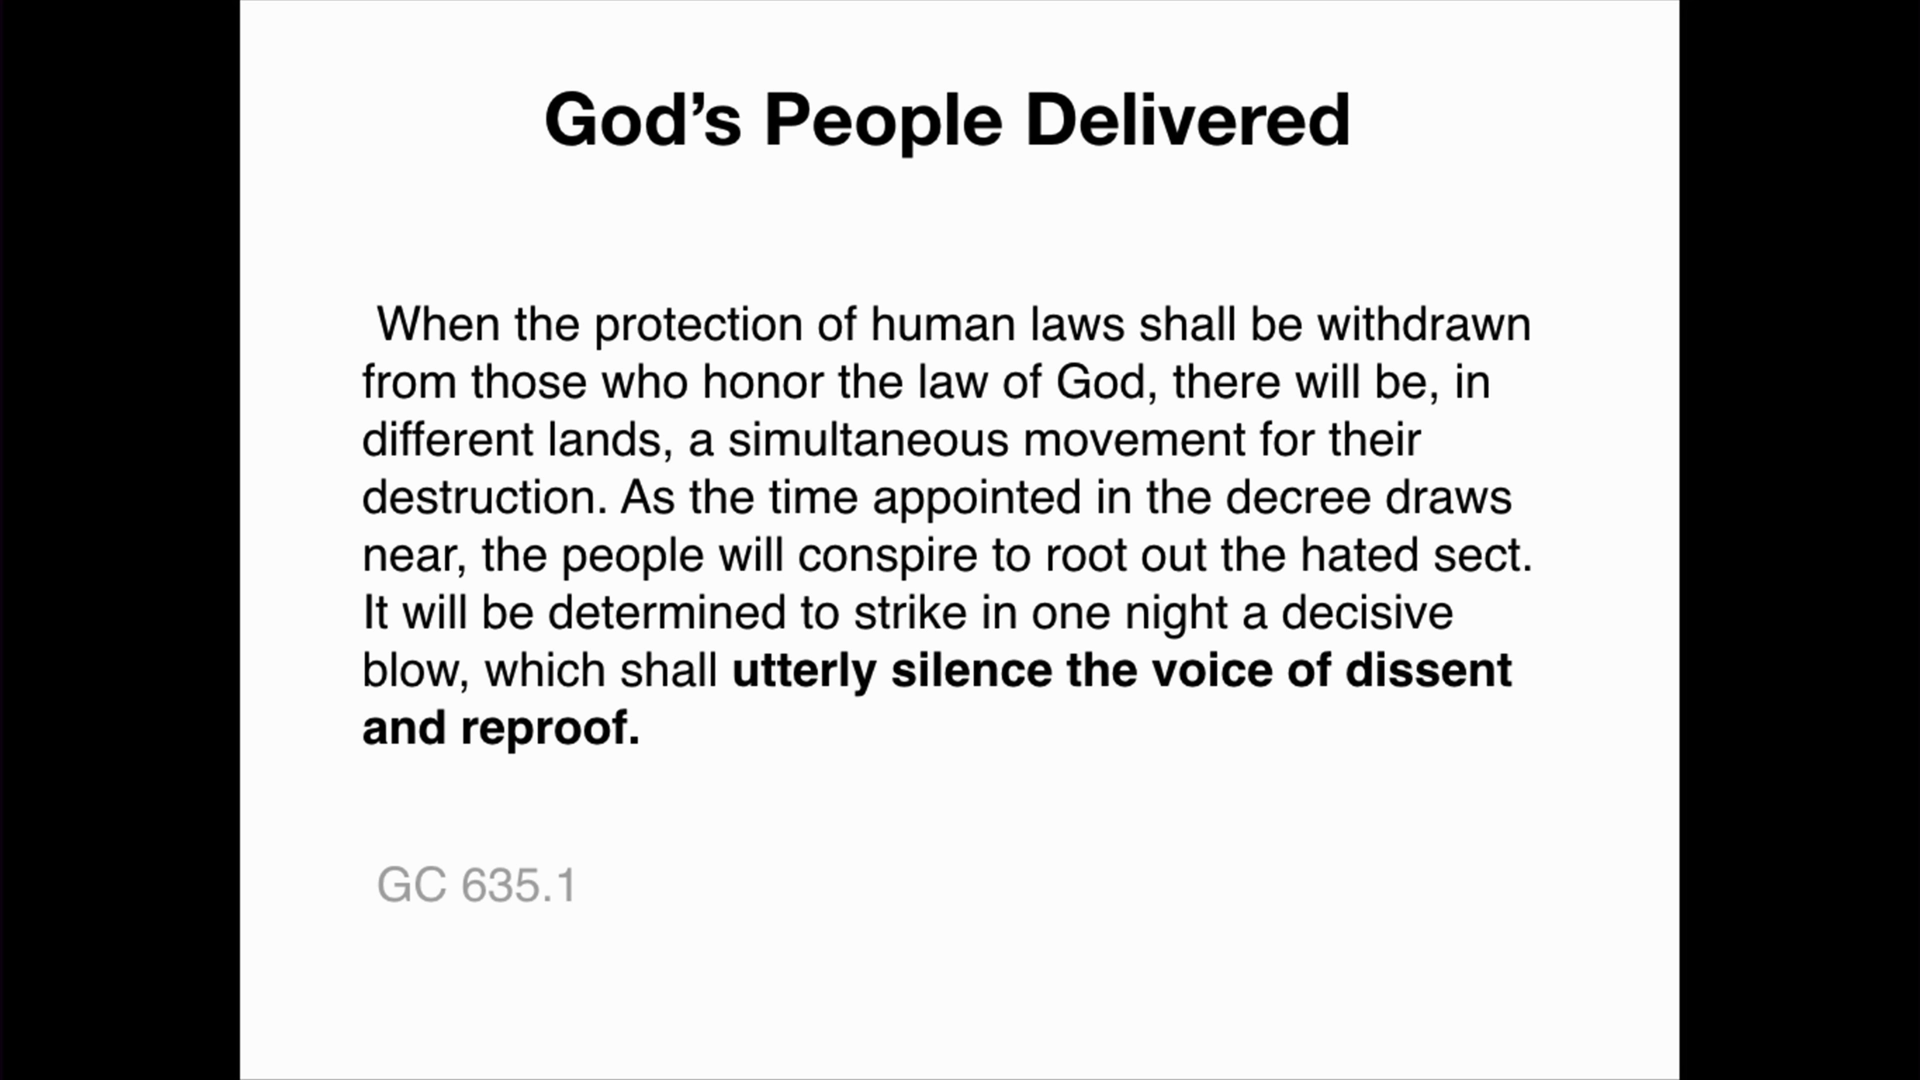 God’s People Delivered
When the protection of human laws shall be withdrawn
from those who honor the law of God, there will be, in
different lands, a simultaneous movement for their
destruction. As the time appointed in the decree draws
near, the people will conspire to root out the hated sect.
It will be determined to strike in one night a decisive
blow, which shall utterly silence the voice of dissent
and reproof.
GC 635.1